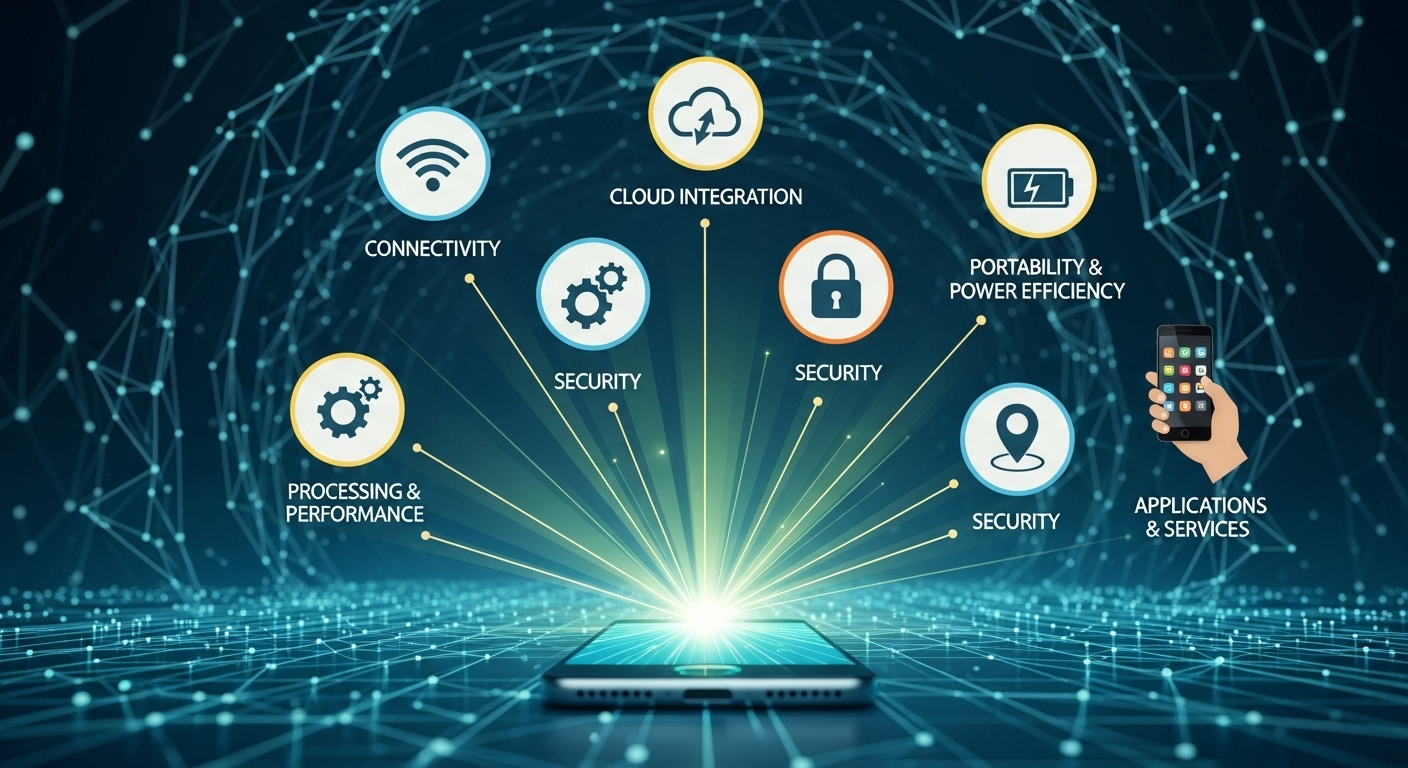 CLOUD INTEGRATION
CONNECTIVITY
PORTABILITY &
POWER EFFICIENCY
SECURITY
SECURITY
PROCESSING &
PERFORMANCE
SECURITY
APPLICATIONS
& SERVICES